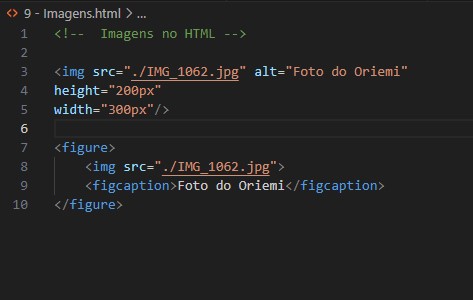 <> 9 - Imagens.html > ...
1 <!--  Imagens no HTML -->
2
3 <img src="./IMG_1062.jpg" alt="Foto do Oriemi"
4 height="200px"
5 width="300px"/>
6
7 <figure>
8     <img src="./IMG_1062.jpg">
9     <figcaption>Foto do Oriemi</figcaption>
10 </figure>